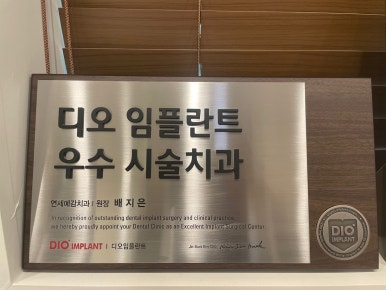 디오 임플란트
우수 시술치과
연세예감치과 | 원장 배 지 은
In recognition of outstanding dental implant surgery and clinical practice,
we hereby proudly appoint your Dental Clinic as an Excellent Implant Surgical Center.
DIO IMPLANT | 디오임플란트
DIO
IMPLANT